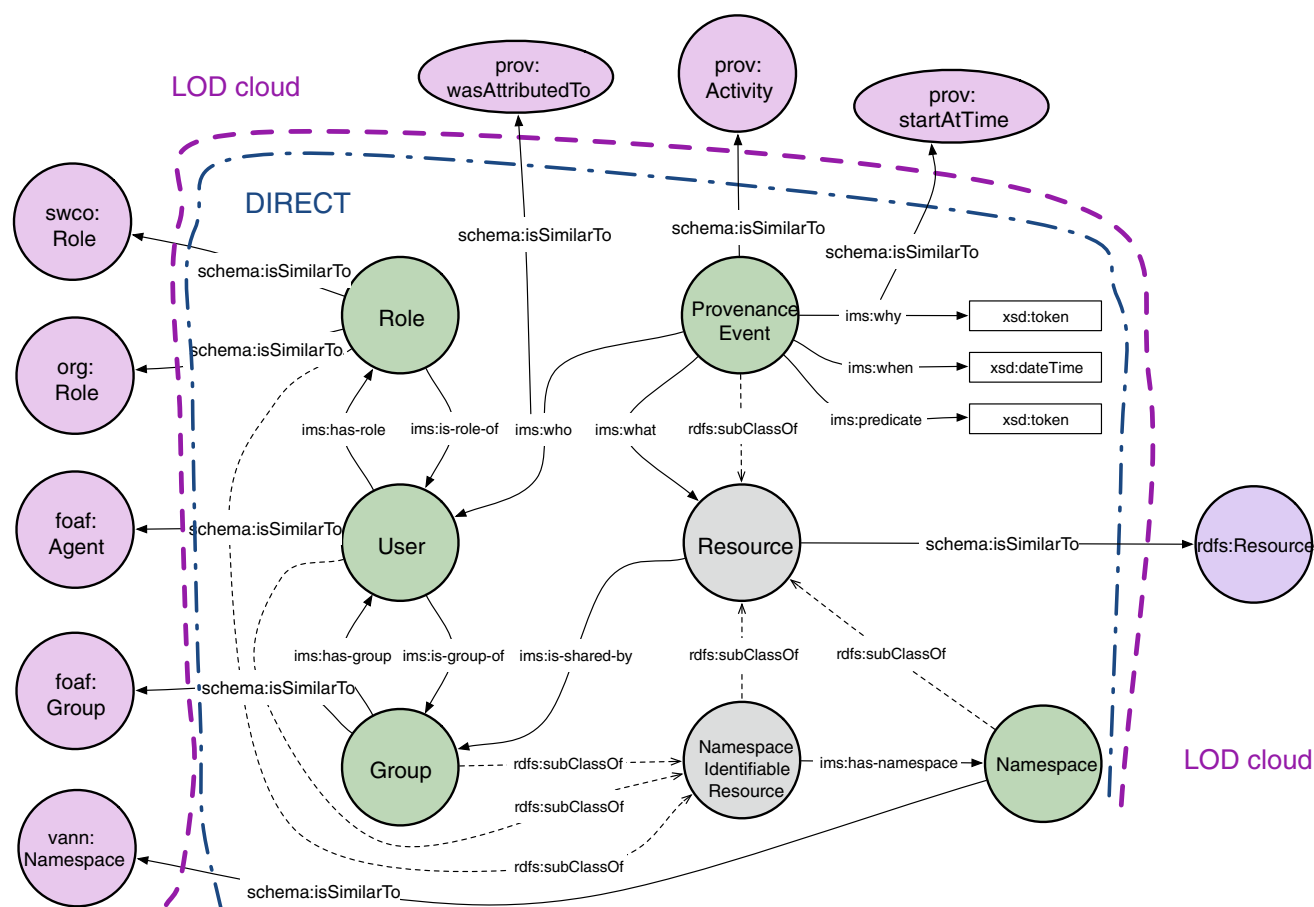 LOD cloud
prov:
wasAttributedTo
prov:
Activity
prov:
startAtTime
DIRECT
swco:
Role
schema:isSimilarTo
schema:isSimilarTo
schema:isSimilarTo
schema:isSimilarTo
Role
Provenance
Event
ims:why
xsd:token
org:
Role
schema:isSimilarTo
ims:when
xsd:dateTime
ims:has-role
ims:is-role-of
ims:who
ims:what
rdfs:subClassOf
ims:predicate
xsd:token
foaf:
Agent
schema:isSimilarTo
User
Resource
schema:isSimilarTo
rdfs:Resource
ims:has-group
ims:is-group-of
ims:is-shared-by
rdfs:subClassOf
rdfs:subClassOf
foaf:
Group
schema:isSimilarTo
Group
rdfs:subClassOf
Namespace
Identifiable
Resource
ims:has-namespace
Namespace
LOD cloud
rdfs:subClassOf
vann:
Namespace
rdfs:subClassOf
schema:isSimilarTo